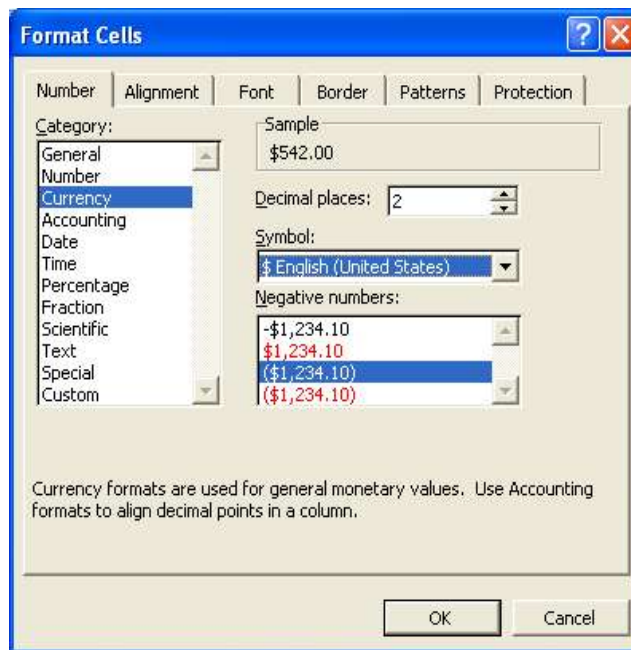 Format Cells
Number Alignment Font Border Patterns Protection
Category:
General
Number
Currency
Accounting
Date
Time
Percentage
Fraction
Scientific
Text
Special
Custom
Sample
$542.00
Decimal places: 2
Symbol:
$ English (United States)
Negative numbers:
-$1,234.10
$1,234.10
($1,234.10)
($1,234.10)
Currency formats are used for general monetary values. Use Accounting
formats to align decimal points in a column.
OK Cancel